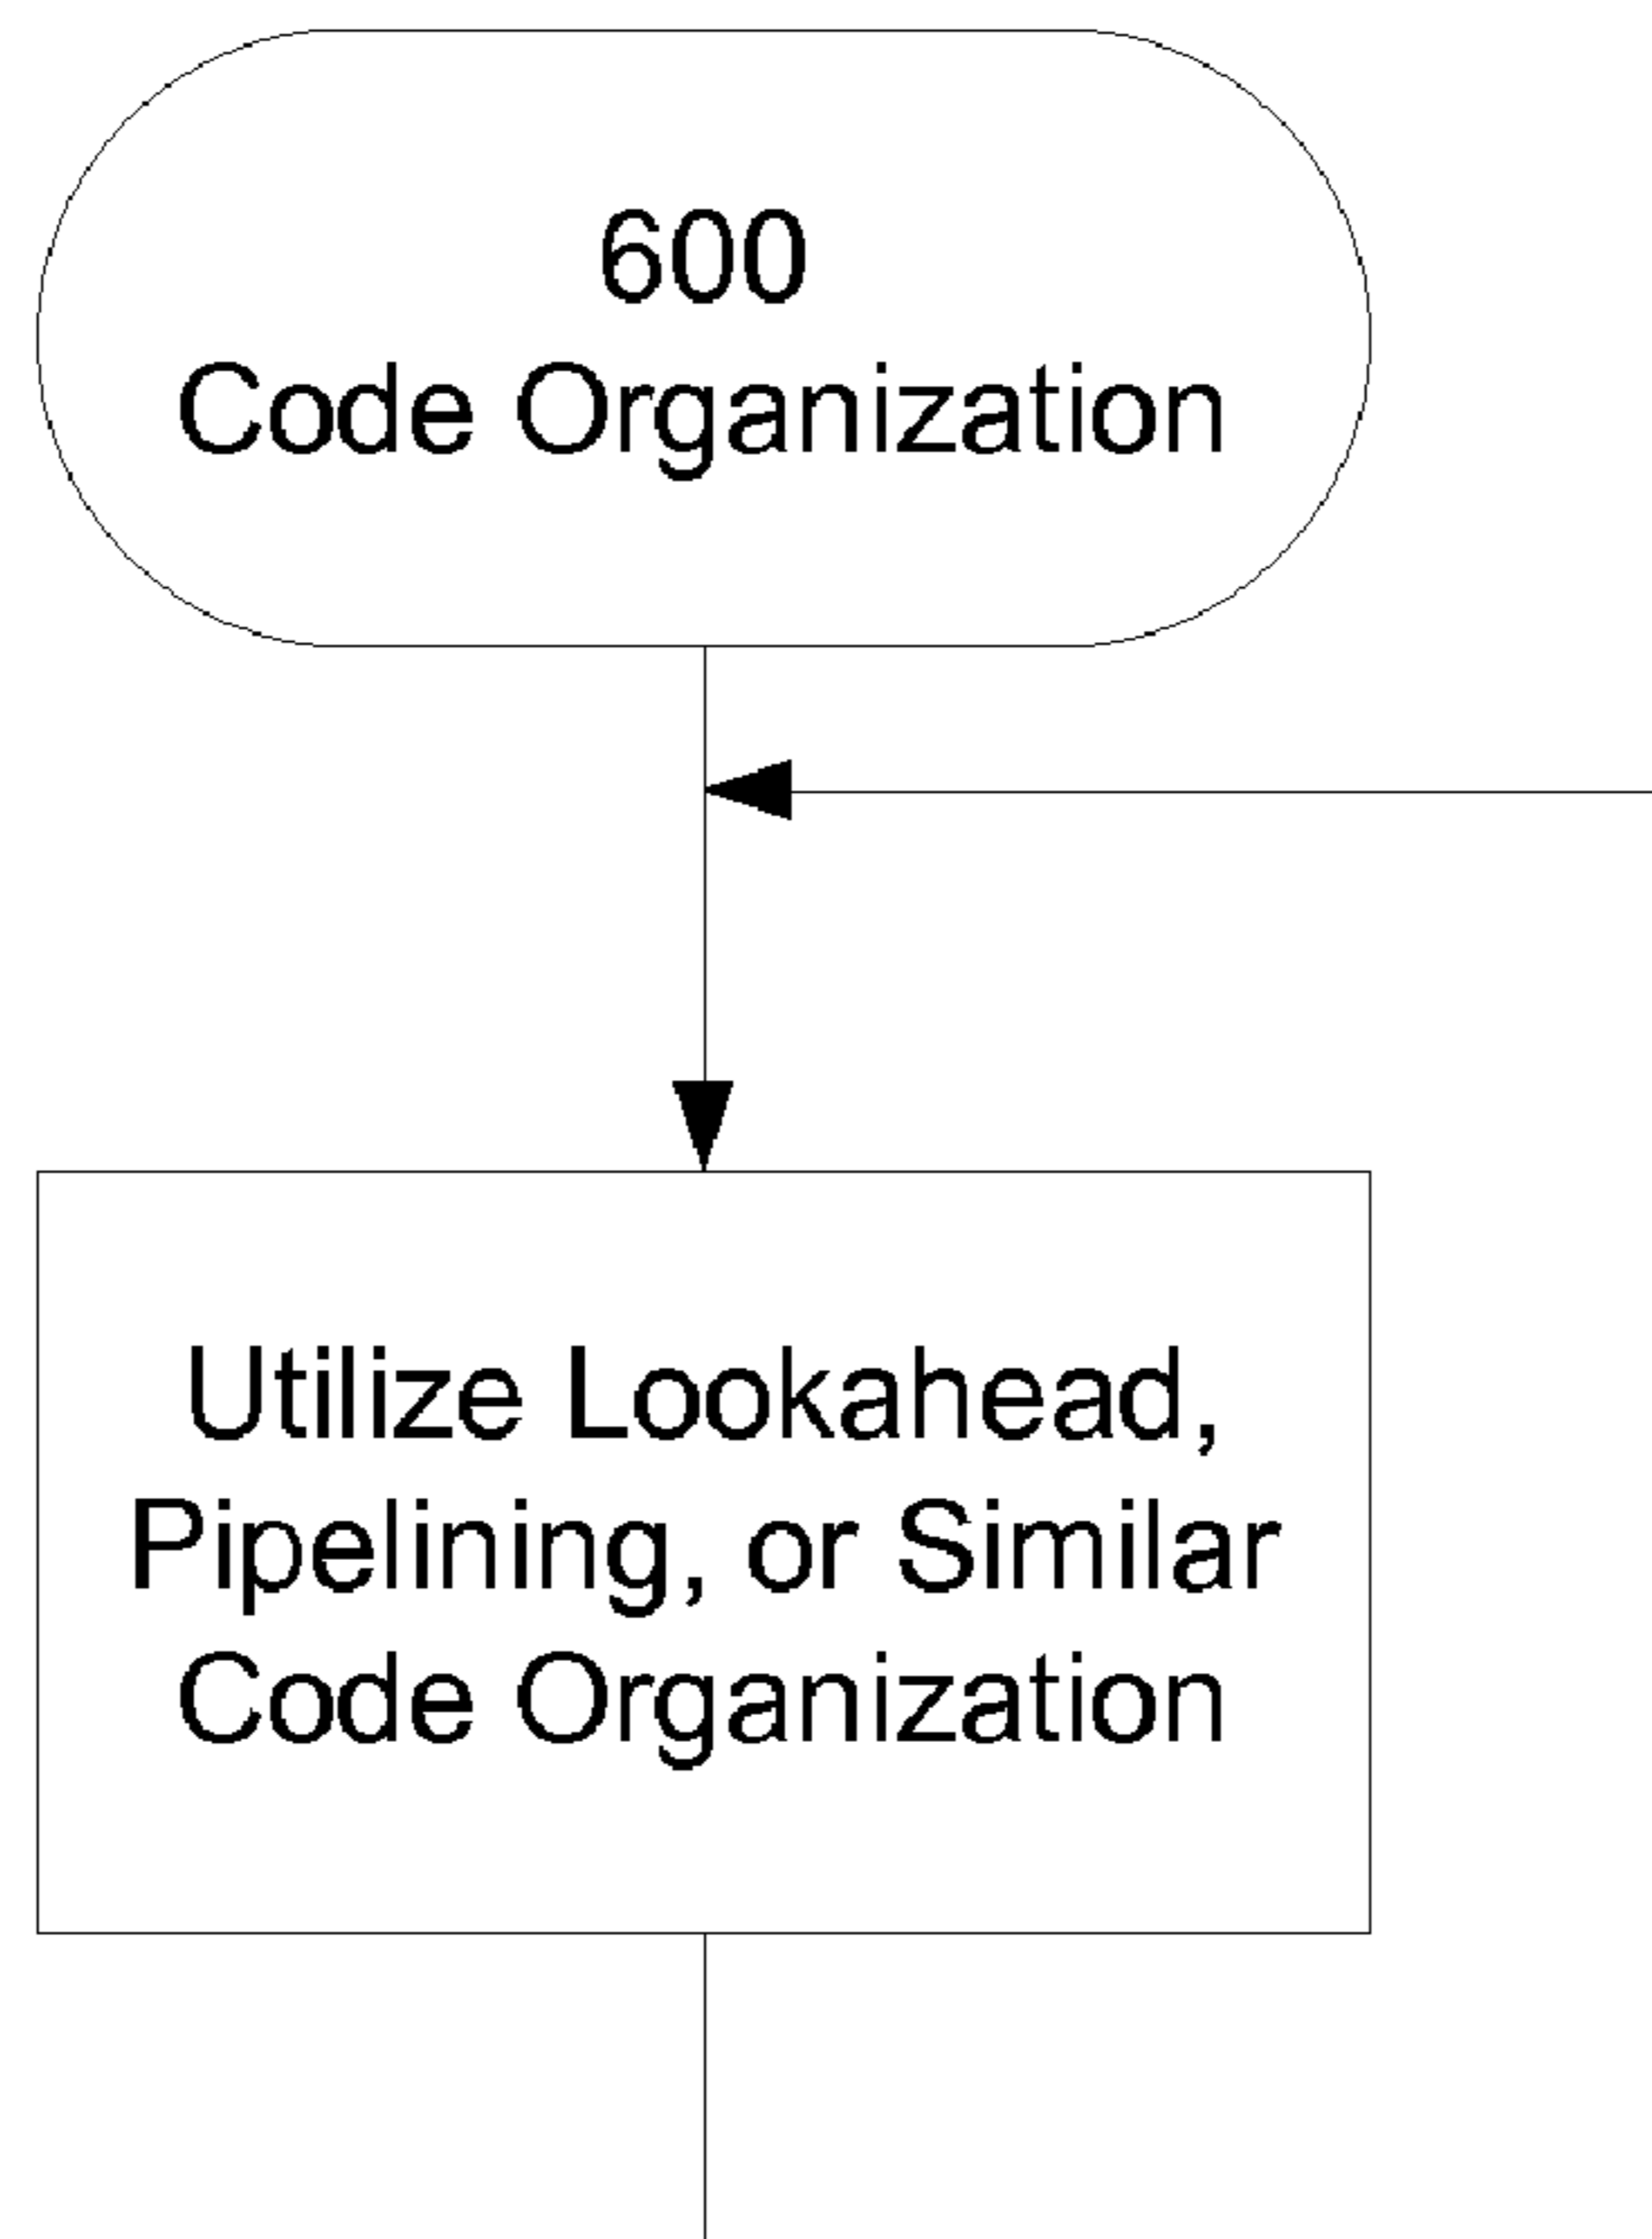 600
Code Organization
Utilize Lookahead,
Pipelining, or Similar
Code Organization